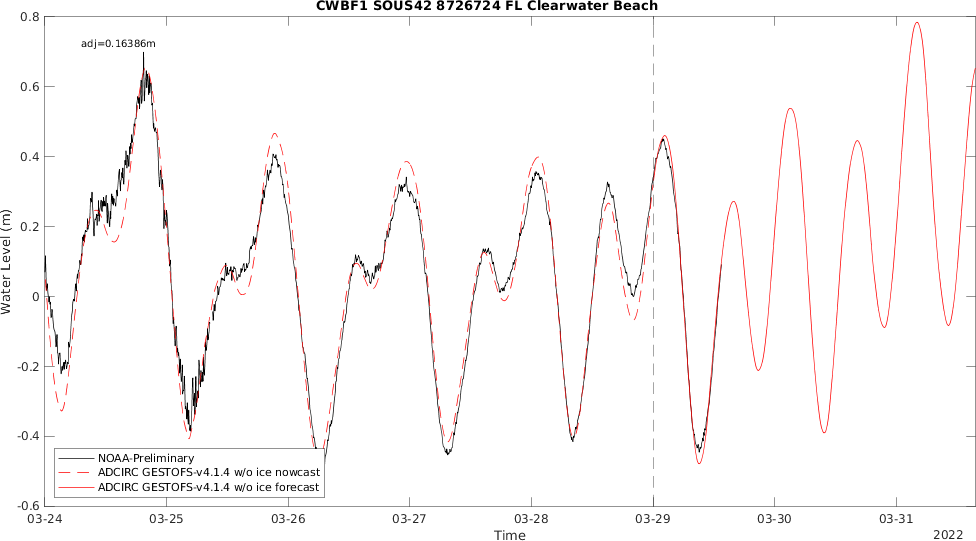 CWBF1 SOUS42 8726724 FL Clearwater Beach
adj=0.16386m
0.8
0.6
0.4
0.2
0
-0.2
-0.4
-0.6
Water Level (m)
NOAA-Preliminary
ADCIRC GESTOFS-v4.1.4 w/o ice nowcast
ADCIRC GESTOFS-v4.1.4 w/o ice forecast
03-24 03-25 03-26 03-27 03-28 03-29 03-30 03-31
Time
2022